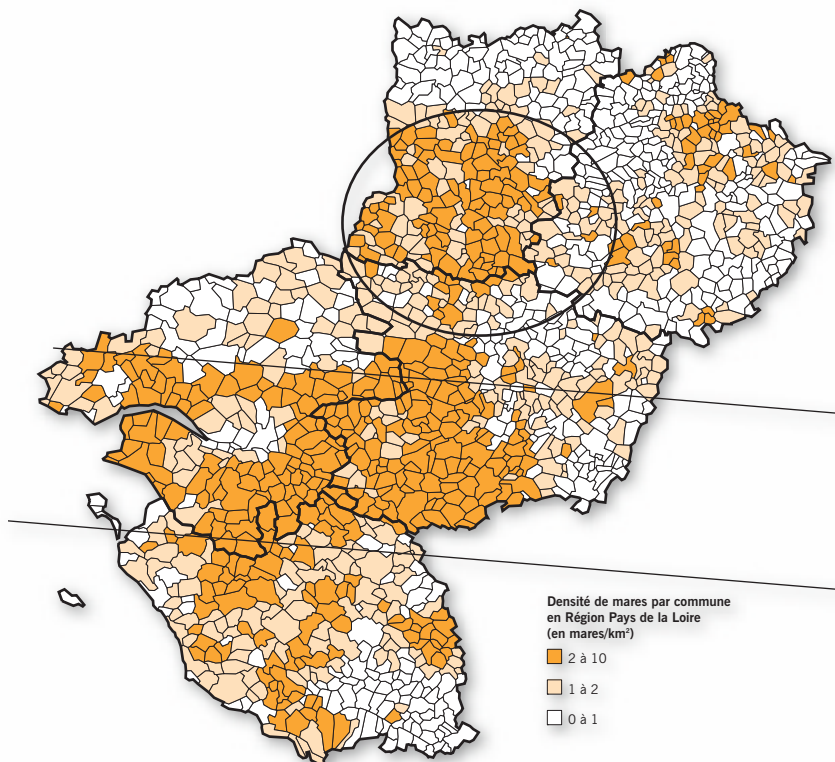 Densité de mares par commune
en Région Pays de la Loire
(en mares/km²)
2 à 10
1 à 2
0 à 1